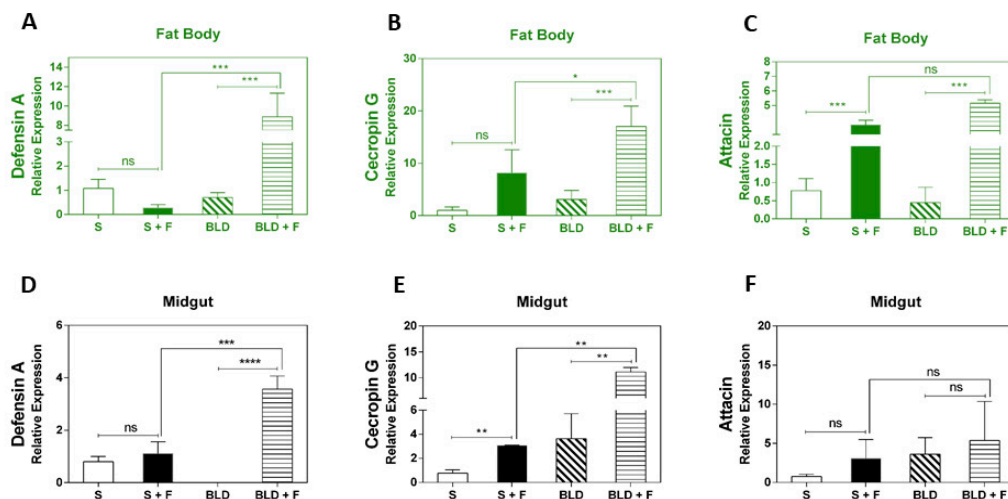 A
Fat Body
Defensin A
Relative Expression
14
12
10
8
6
3
2
1
0
***
***
ns
S
S + F
BLD
BLD + F
B
Fat Body
Cecropin G
Relative Expression
30
20
10
0
*
***
ns
S
S + F
BLD
BLD + F
C
Fat Body
Attacin
Relative Expression
8
7
6
5
2.0
1.5
1.0
0.5
0.0
ns
***
***
S
S + F
BLD
BLD + F
D
Midgut
Defensin A
Relative Expression
6
4
2
0
***
****
ns
S
S + F
BLD
BLD + F
E
Midgut
Cecropin G
Relative Expression
20
15
10
6
4
2
0
**
**
**
S
S + F
BLD
BLD + F
F
Midgut
Attacin
Relative Expression
20
15
10
5
0
ns
ns
ns
S
S + F
BLD
BLD + F